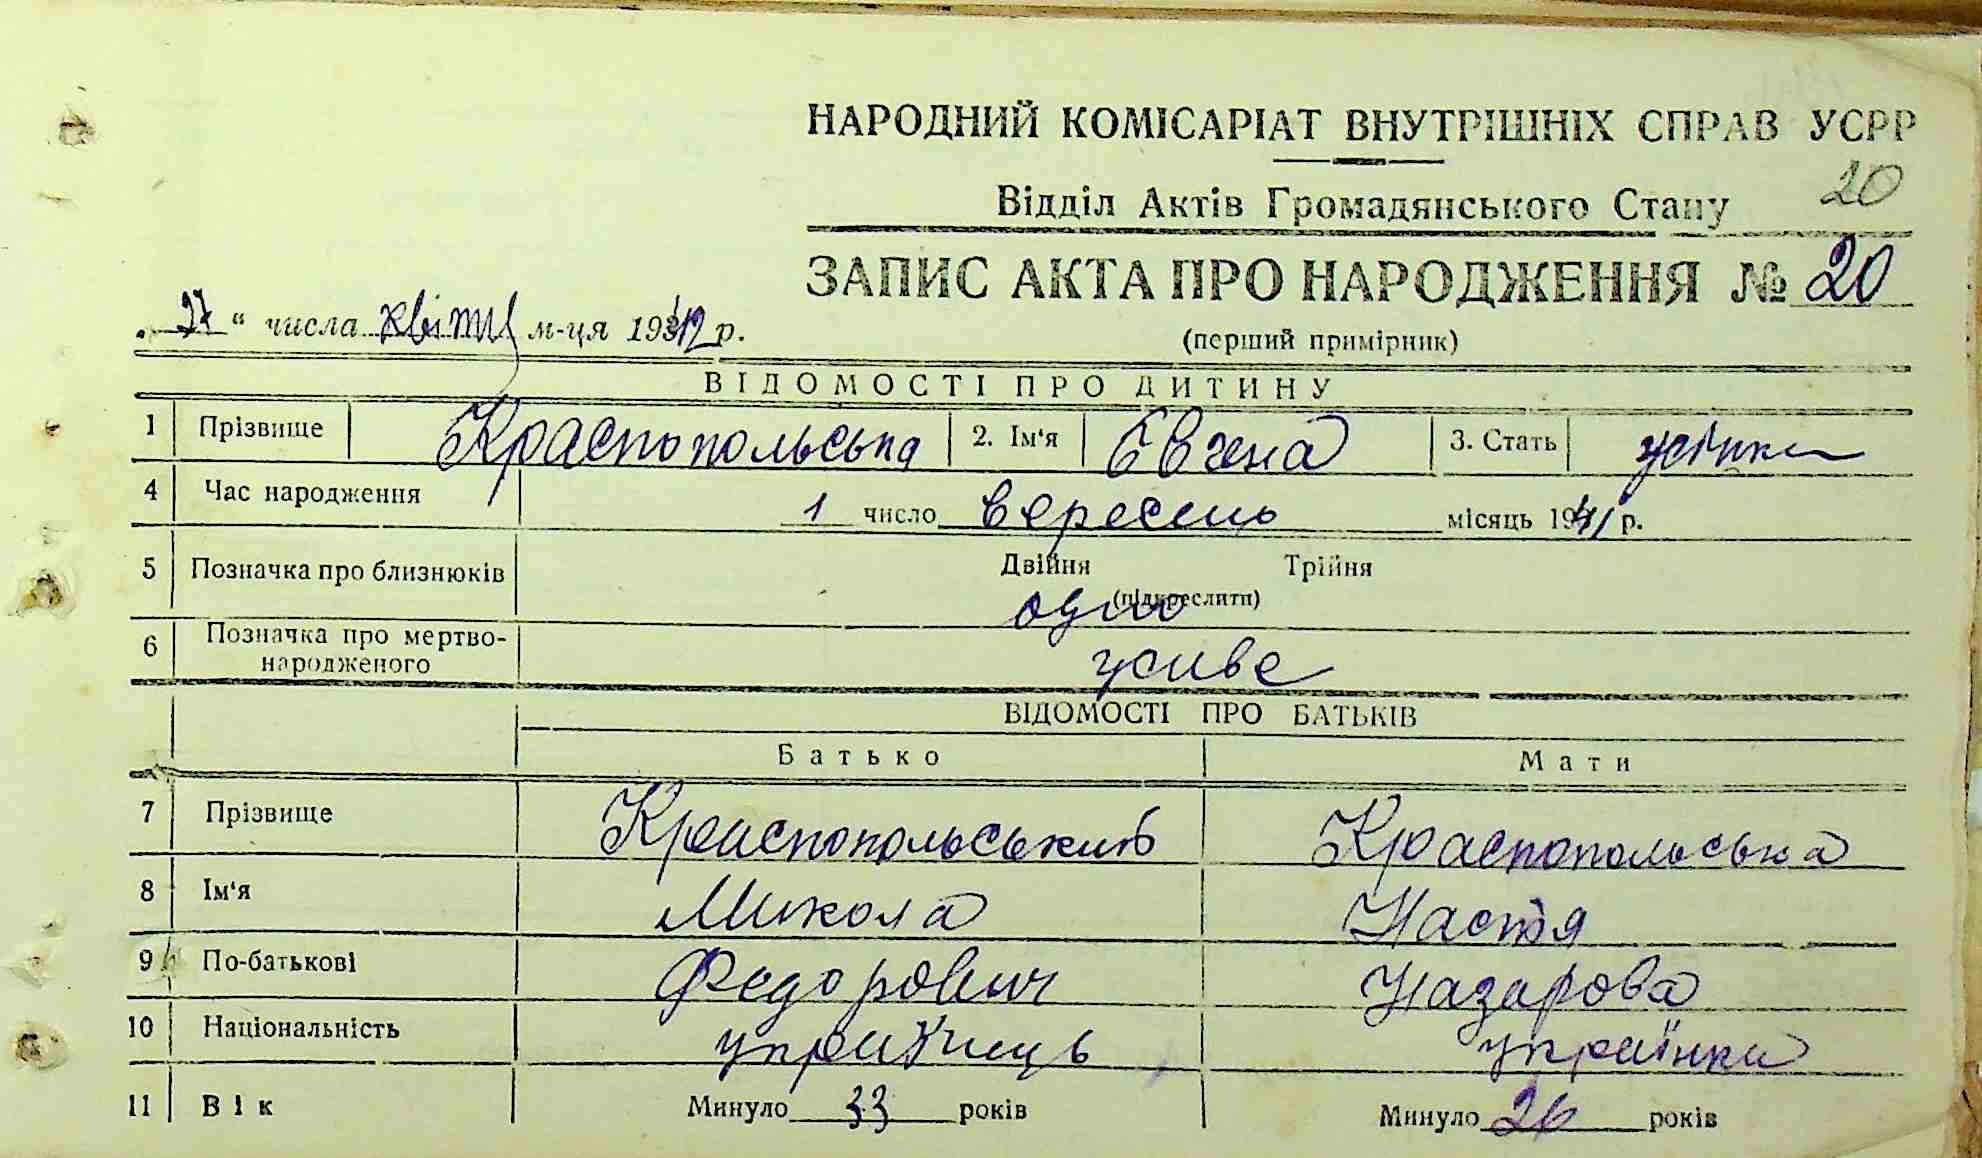 НАРОДНИЙ КОМІСАРІАТ ВНУТРІШНІХ СПРАВ УСРР
Відділ Актів Громадянського Стану 20
ЗАПИС АКТА ПРО НАРОДЖЕННЯ № 20
„27“ числа квітня м-ця 1942 р.
(перший примірник)
ВІДОМОСТІ ПРО ДИТИНУ
1 Прізвище Краснопольська 2. Ім‘я Євгена 3. Стать жінка
4 Час народження 1 число вересень місяць 1941 р.
5 Позначка про близнюків Двійня Трійня
(підкреслити)
одно
6 Позначка про мертво-
народженого живе
ВІДОМОСТІ ПРО БАТЬКІВ
Батько Мати
7 Прізвище Краснопольський Краснопольська
8 Ім‘я Микола Настя
9 По-батькові Федорович Назарова
10 Національність українець українка
11 Вік Минуло 33 років Минуло 26 років